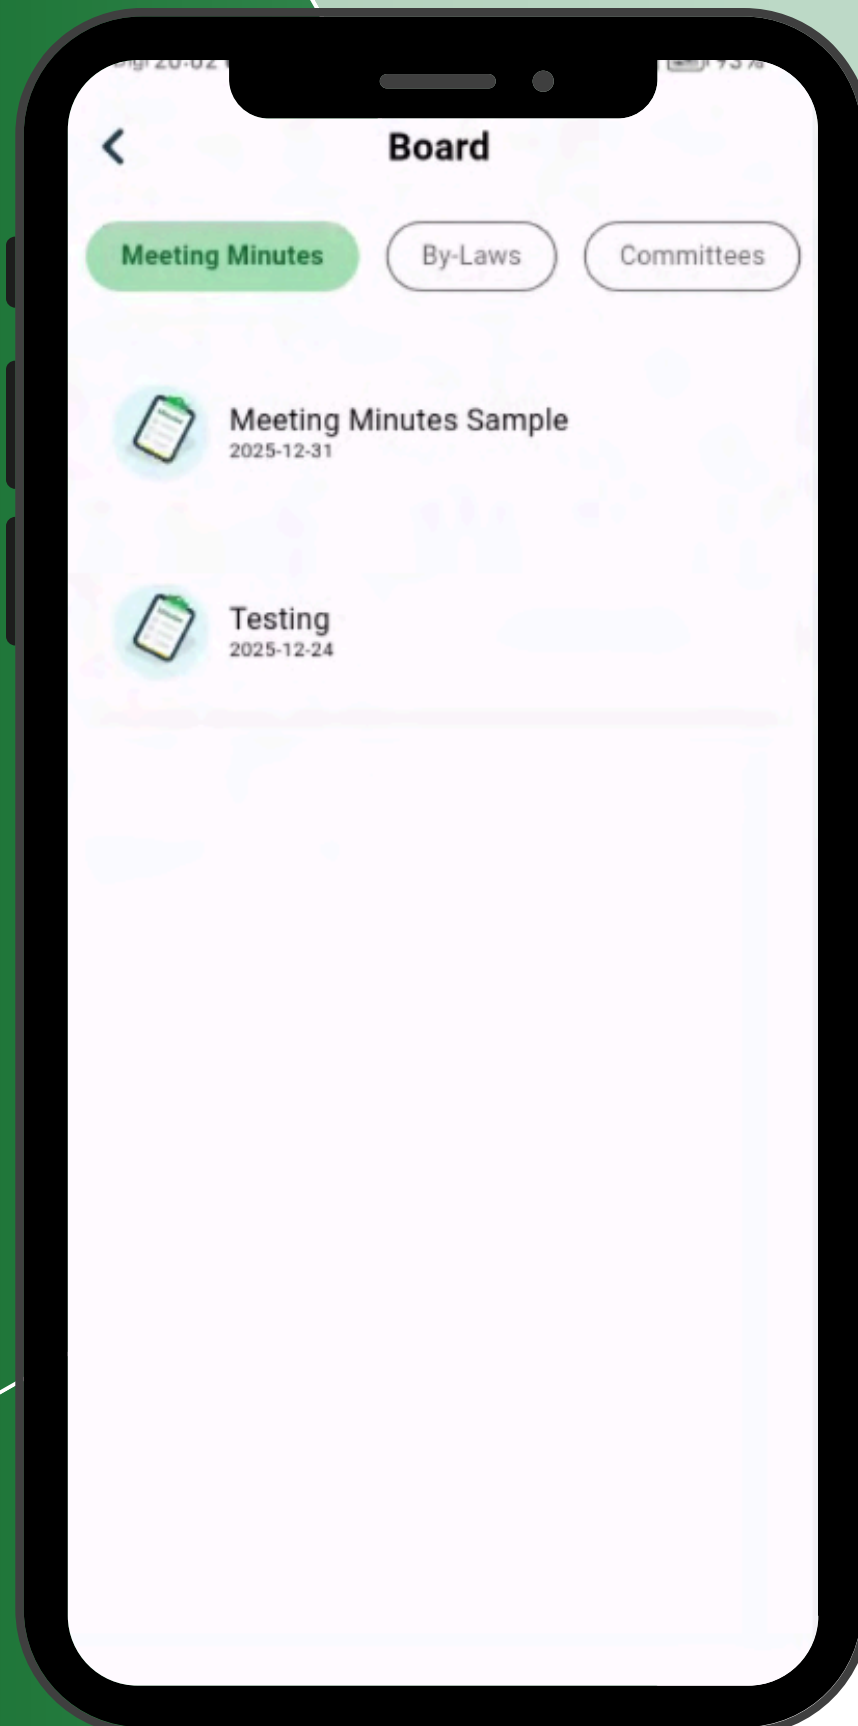 Board
Meeting Minutes
By-Laws
Committees
Meeting Minutes Sample
2025-12-31
Testing
2025-12-24